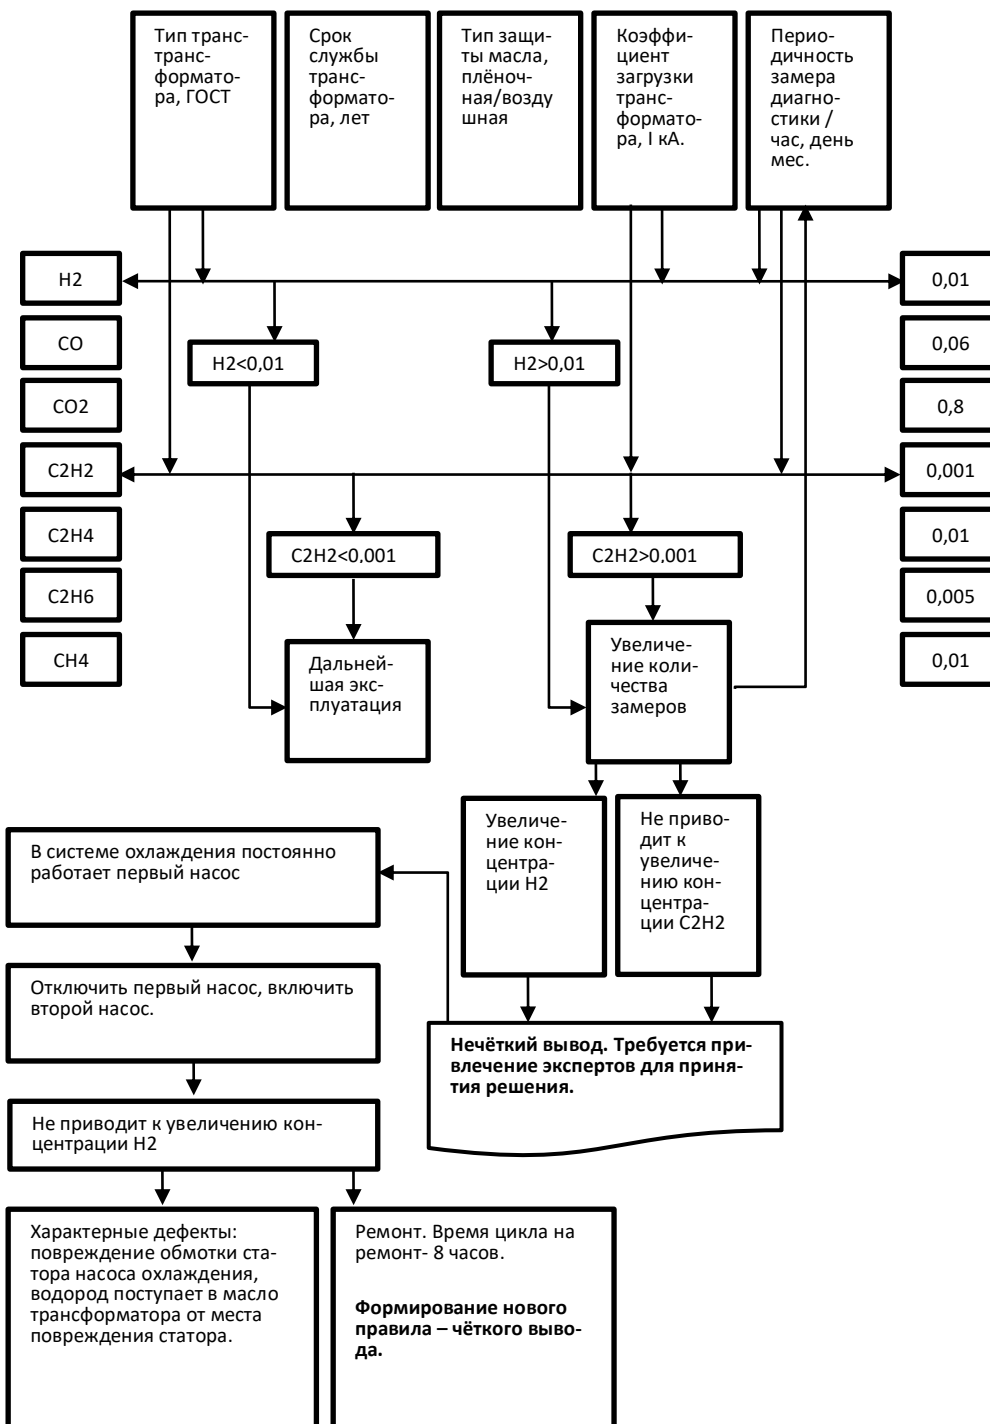 Тип транс-
транс-
формато-
ра, ГОСТ
Срок
службы
транс-
формато-
ра, лет
Тип защи-
ты масла,
плёноч-
ная/возду
шная
Коэффи-
циент
загрузки
транс-
формато-
ра, I кА.
Перио-
дичность
замера
диагно-
стики /
час, день
мес.
H2
0,01
CO
H2<0,01
H2>0,01
0,06
CO2
0,8
C2H2
0,001
C2H4
C2H2<0,001
C2H2>0,001
0,01
C2H6
0,005
CH4
0,01
Дальней-
шая экс-
плуатация
Увеличе-
ние коли-
чества
замеров
Увеличе-
ние кон-
центра-
ции H2
Не приво-
дит к
увеличе-
нию кон-
центра-
ции C2H2
В системе охлаждения постоянно
работает первый насос
Отключить первый насос, включить
второй насос.
Нечёткий вывод. Требуется при-
влечение экспертов для приня-
тия решения.
Не приводит к увеличению кон-
центрации H2
Характерные дефекты:
повреждение обмотки ста-
тора насоса охлаждения,
водород поступает в масло
трансформатора от места
повреждения статора.
Ремонт. Время цикла на
ремонт- 8 часов.
Формирование нового
правила – чёткого выво-
да.